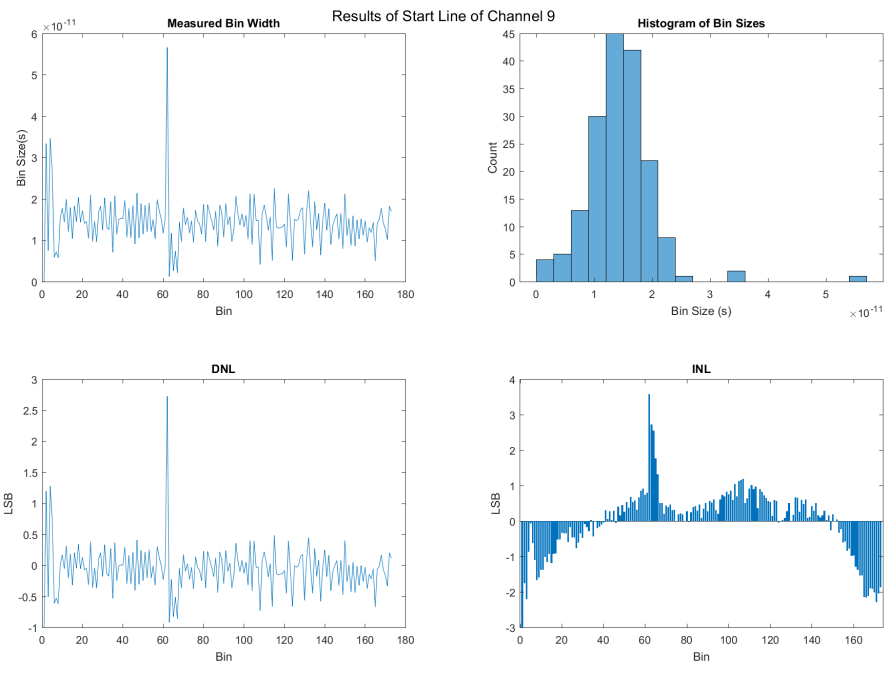 Results of Start Line of Channel 9
Measured Bin Width
×10⁻¹¹
6
5
4
3
2
1
0
Bin Size(s)
0 20 40 60 80 100 120 140 160 180
Bin
Histogram of Bin Sizes
45
40
35
30
25
20
15
10
5
0
Count
0 1 2 3 4 5
Bin Size (s)
×10⁻¹¹
DNL
3
2.5
2
1.5
1
0.5
0
-0.5
-1
LSB
0 20 40 60 80 100 120 140 160 180
Bin
INL
4
3
2
1
0
-1
-2
-3
LSB
0 20 40 60 80 100 120 140 160
Bin